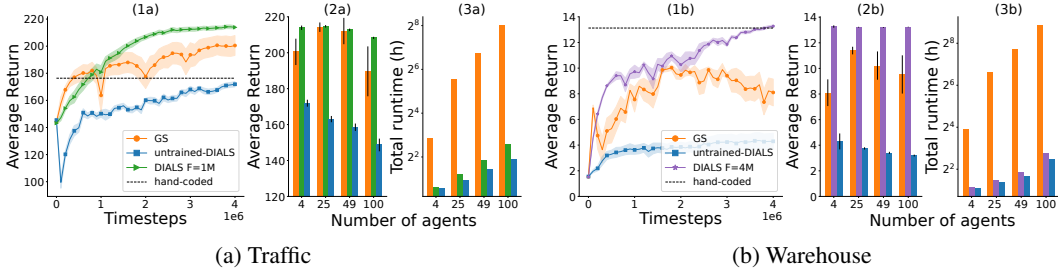 (1a) (2a) (3a) (1b) (2b) (3b)
Average Return
200
180
160
140
120
100
GS
untrained-DIALS
DIALS F=1M
hand-coded
0 1 2 3 4
1e6
Timesteps
Average Return
220
200
180
160
140
120
4 25 49 100
Total runtime (h)
2^8
2^6
2^4
2^2
4 25 49 100
Number of agents
Average Return
14
12
10
8
6
4
2
0
GS
untrained-DIALS
DIALS F=4M
hand-coded
0 1 2 3 4
1e6
Timesteps
Average Return
14
12
10
8
6
4
2
0
4 25 49 100
Total runtime (h)
2^8
2^6
2^4
2^2
4 25 49 100
Number of agents
(a) Traffic (b) Warehouse